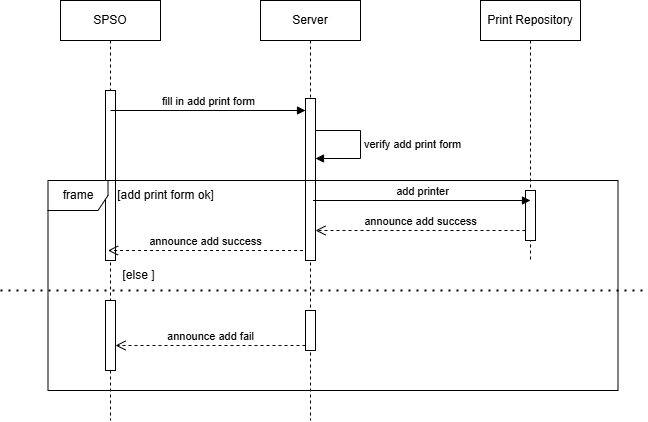 SPSO
Server
Print Repository
fill in add print form
verify add print form
frame
[add print form ok]
add printer
announce add success
announce add success
[else ]
announce add fail